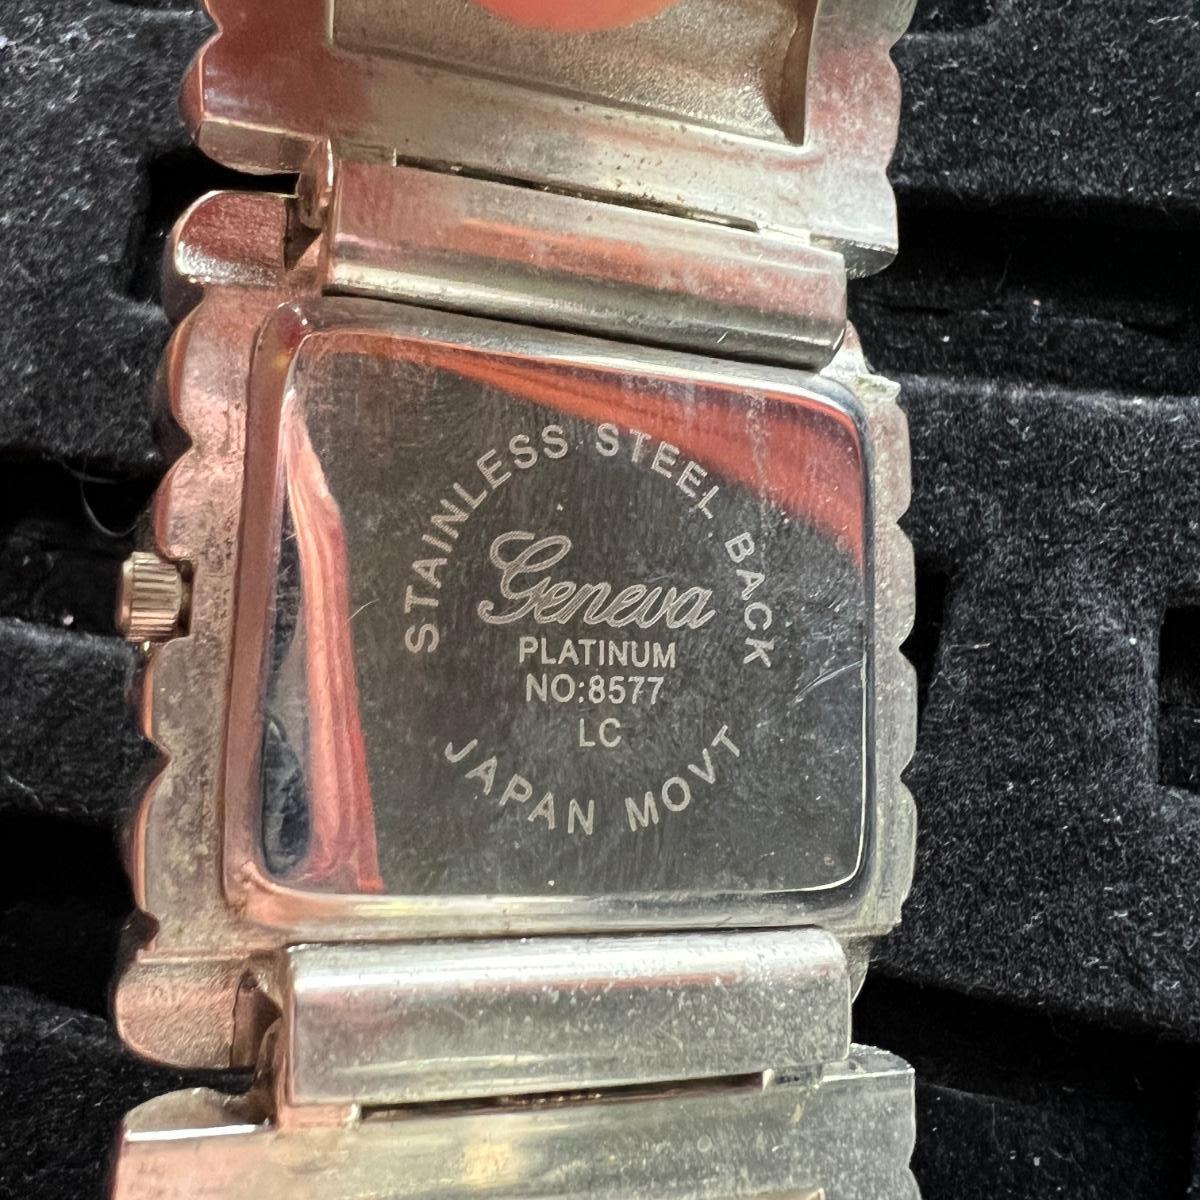 STAINLESS STEEL BACK
Geneva
PLATINUM
NO:8577
LC
JAPAN MOVT